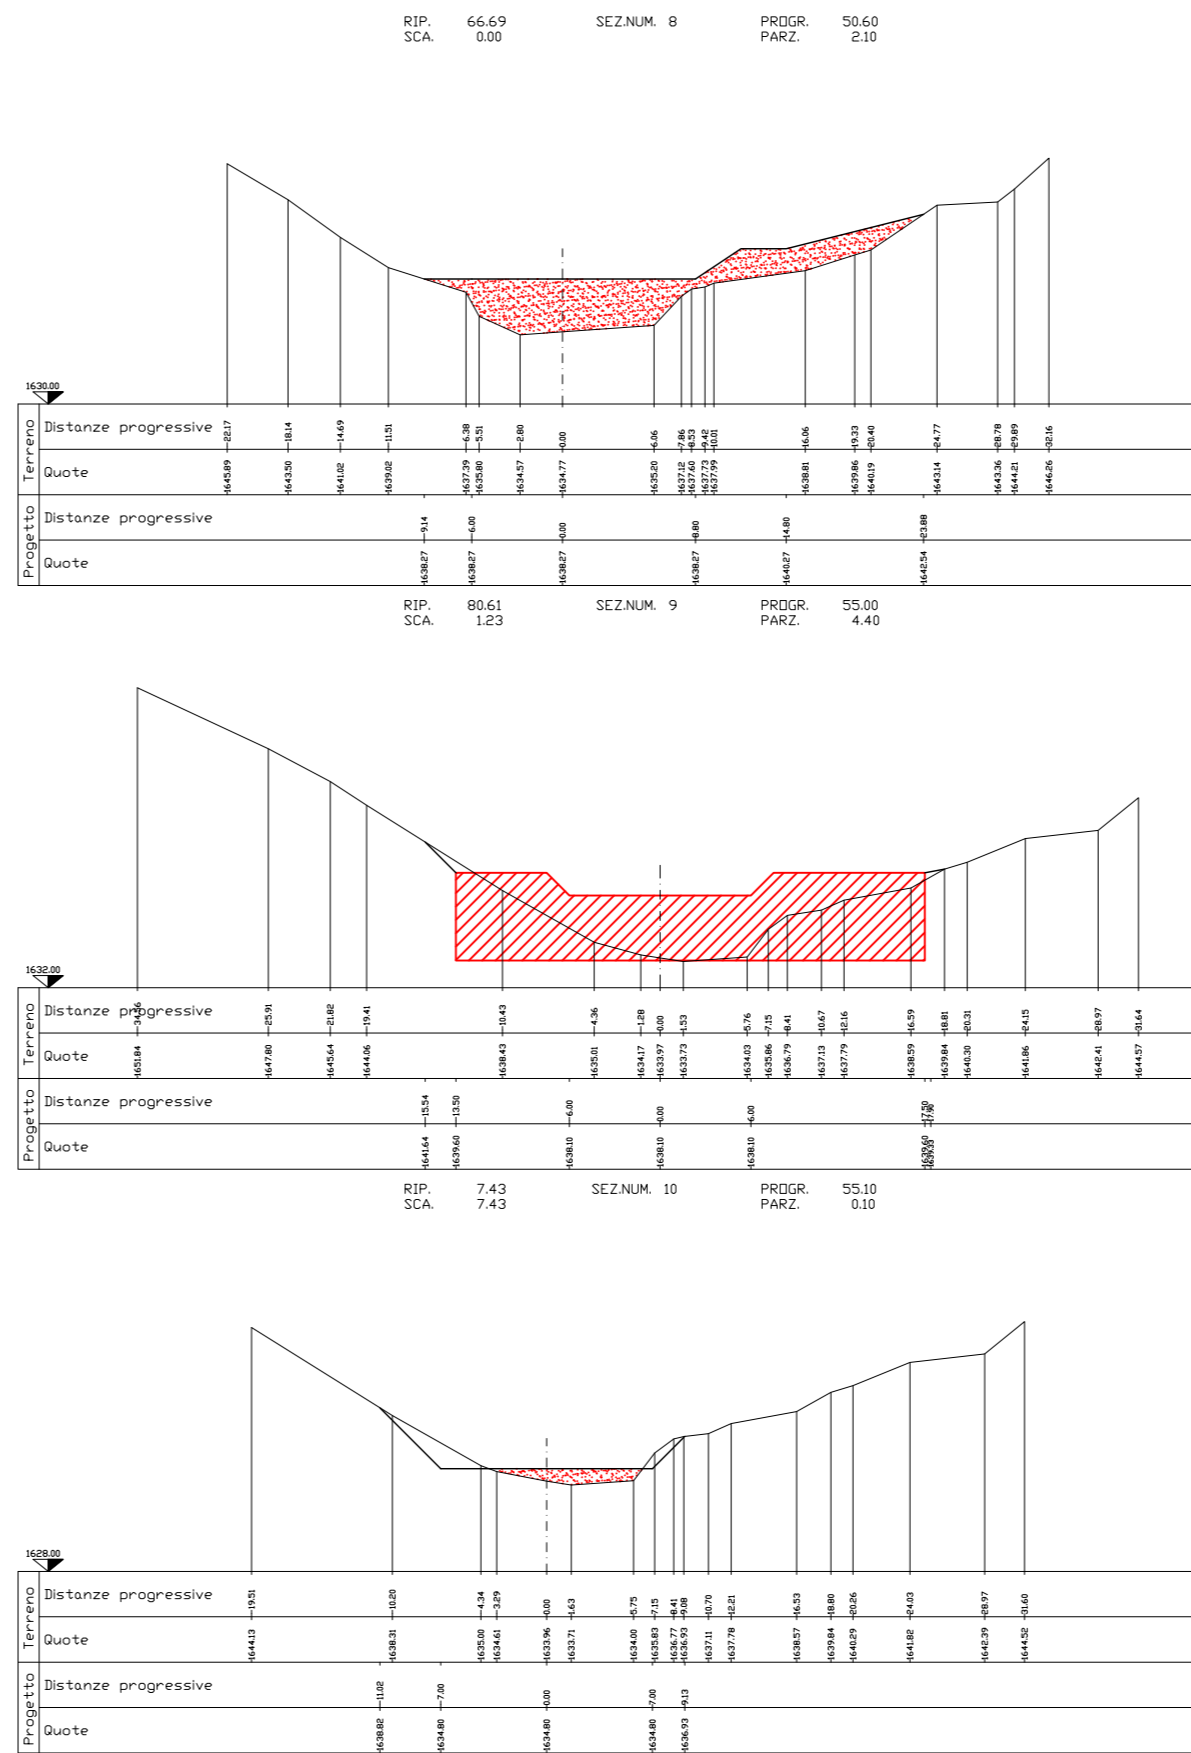 RIP. 66.69 SEZ.NUM. 8 PROGR. 50.60
SCA. 0.00 PARZ. 2.10
1630.00
Terreno
Distanze progressive 22.17 18.14 14.69 11.51 6.38 5.51 2.80 0.00 6.06 7.86 8.53 9.42 10.01 16.06 19.33 20.40 24.77 28.78 29.89 32.16
Quote 1645.89 1643.50 1641.02 1639.02 1637.39 1635.80 1634.57 1634.77 1635.20 1637.12 1637.60 1637.73 1637.99 1638.81 1639.86 1640.19 1643.14 1643.36 1644.21 1646.26
Progetto
Distanze progressive 9.14 6.00 0.00 8.80 14.80 23.88
Quote 1638.27 1638.27 1638.27 1638.27 1640.27 1642.54
RIP. 80.61 SEZ.NUM. 9 PROGR. 55.00
SCA. 1.23 PARZ. 4.40
1632.00
Terreno
Distanze progressive 34.56 25.91 21.82 19.41 10.43 4.36 1.28 0.00 1.53 5.76 7.15 8.41 10.67 12.16 16.59 18.81 20.31 24.15 28.97 31.64
Quote 1651.84 1647.80 1645.64 1644.06 1638.43 1635.01 1634.17 1633.97 1633.73 1634.03 1635.86 1636.79 1637.13 1637.79 1638.59 1639.84 1640.30 1641.86 1642.41 1644.57
Progetto
Distanze progressive 15.54 13.50 6.00 0.00 6.00 17.50
Quote 1641.64 1639.60 1638.10 1638.10 1638.10 1639.60
RIP. 7.43 SEZ.NUM. 10 PROGR. 55.10
SCA. 7.43 PARZ. 0.10
1628.00
Terreno
Distanze progressive 19.51 10.20 4.34 3.29 0.00 1.63 5.75 7.15 8.41 9.08 10.70 12.21 16.53 18.80 20.26 24.03 28.97 31.60
Quote 1644.13 1638.31 1635.00 1634.61 1633.96 1633.71 1634.00 1635.83 1636.77 1636.93 1637.11 1637.78 1638.57 1639.84 1640.29 1641.82 1642.39 1644.52
Progetto
Distanze progressive 11.02 7.00 0.00 7.00 9.13
Quote 1638.82 1634.80 1634.80 1634.80 1636.93